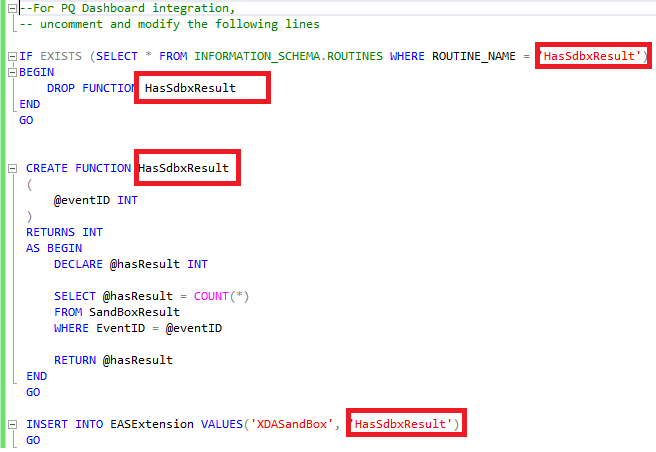 --For PQ Dashboard integration,
-- uncomment and modify the following lines
IF EXISTS (SELECT * FROM INFORMATION_SCHEMA.ROUTINES WHERE ROUTINE_NAME = 'HasSdbxResult')
BEGIN
DROP FUNCTION HasSdbxResult
END
GO
CREATE FUNCTION HasSdbxResult
(
@eventID INT
)
RETURNS INT
AS BEGIN
DECLARE @hasResult INT
SELECT @hasResult = COUNT(*)
FROM SandBoxResult
WHERE EventID = @eventID
RETURN @hasResult
END
GO
INSERT INTO EASExtension VALUES('XDASandBox', 'HasSdbxResult')
GO